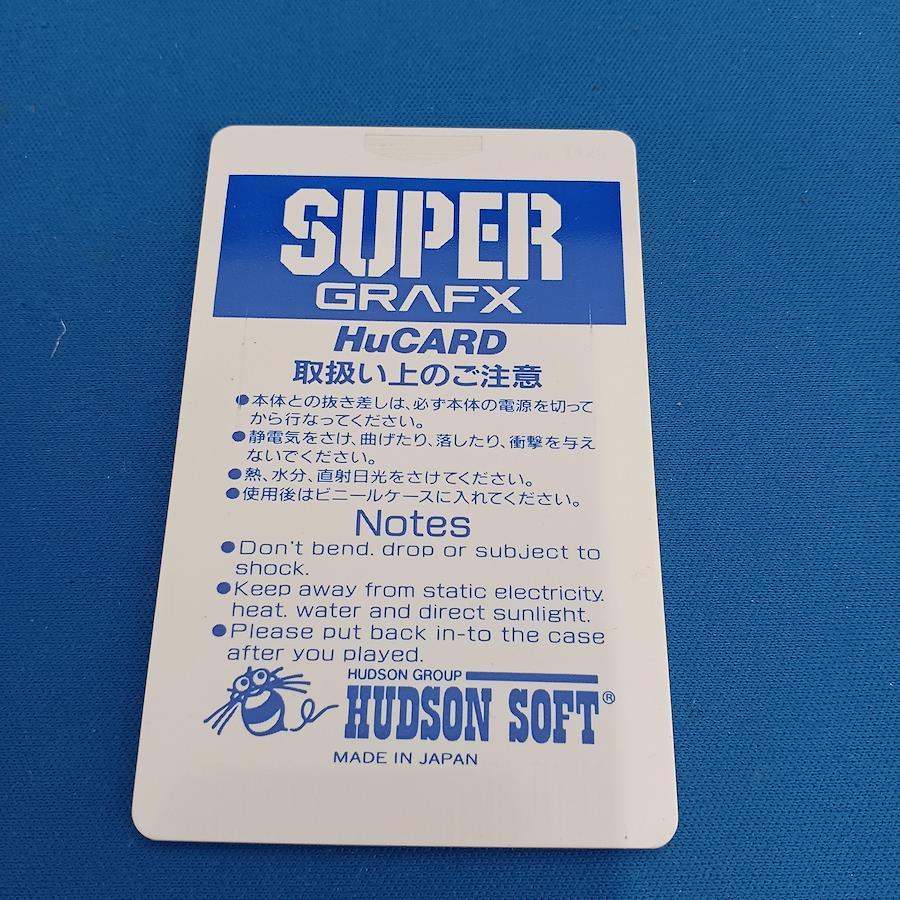 SUPER
GRAFX
HuCARD
取扱い上のご注意
●本体との抜き差しは、必ず本体の電源を切って
から行なってください。
●静電気をさけ、曲げたり、落したり、衝撃を与え
ないでください。
●熱、水分、直射日光をさけてください。
●使用後はビニールケースに入れてください。
Notes
●Don't bend. drop or subject to
shock.
●Keep away from static electricity.
heat. water and direct sunlight.
●Please put back in-to the case
after you played.
HUDSON GROUP
HUDSON SOFT®
MADE IN JAPAN